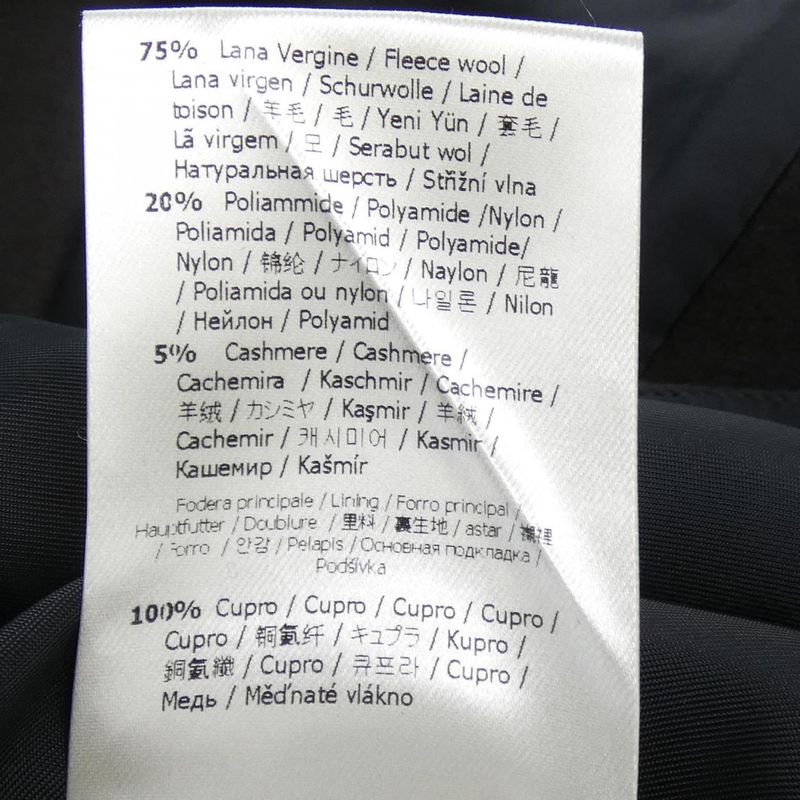 75% Lana Vergine / Fleece wool /
Lana virgen / Schurwolle / Laine de
toison / 羊毛 / 毛 / Yeni Yün / 套毛 /
Lã virgem / 모 / Serabut wol /
Натуральная шерсть / Střížní vlna
20% Poliammide / Polyamide /Nylon /
Poliamida / Polyamid / Polyamide/
Nylon / 锦纶 / ナイロン / Naylon / 尼龍
/ Poliamida ou nylon / 나일론 / Nilon
/ Нейлон / Polyamid
5% Cashmere / Cashmere /
Cachemira / Kaschmir / Cachemire /
羊绒 / カシミヤ / Kaşmir / 羊絨 /
Cachemir / 캐시미어 / Kasmir /
Кашемир / Kašmír
Fodera principale / Lining / Forro principal /
Hauptfutter / Doublure / 里料 / 裏生地 / astar / 襯裡
/ Forro / 안감 / Pelapis / Основная подкладка /
Podšívka
100% Cupro / Cupro / Cupro / Cupro /
Cupro / 铜氨纤 / キュプラ / Kupro /
銅氨纖 / Cupro / 큐프라 / Cupro /
Медь / Měďnaté vlákno